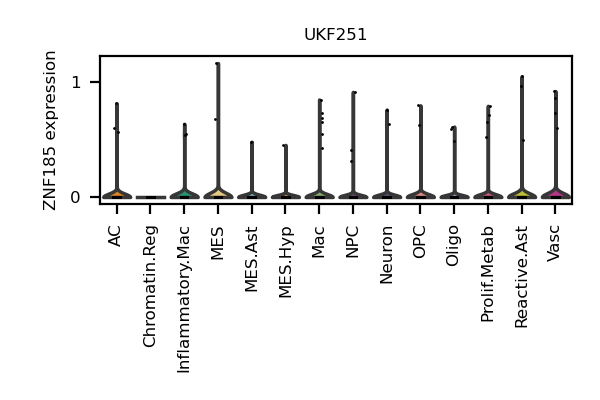 UKF251
ZNF185 expression
1
0
AC
Chromatin.Reg
Inflammatory.Mac
MES
MES.Ast
MES.Hyp
Mac
NPC
Neuron
OPC
Oligo
Prolif.Metab
Reactive.Ast
Vasc